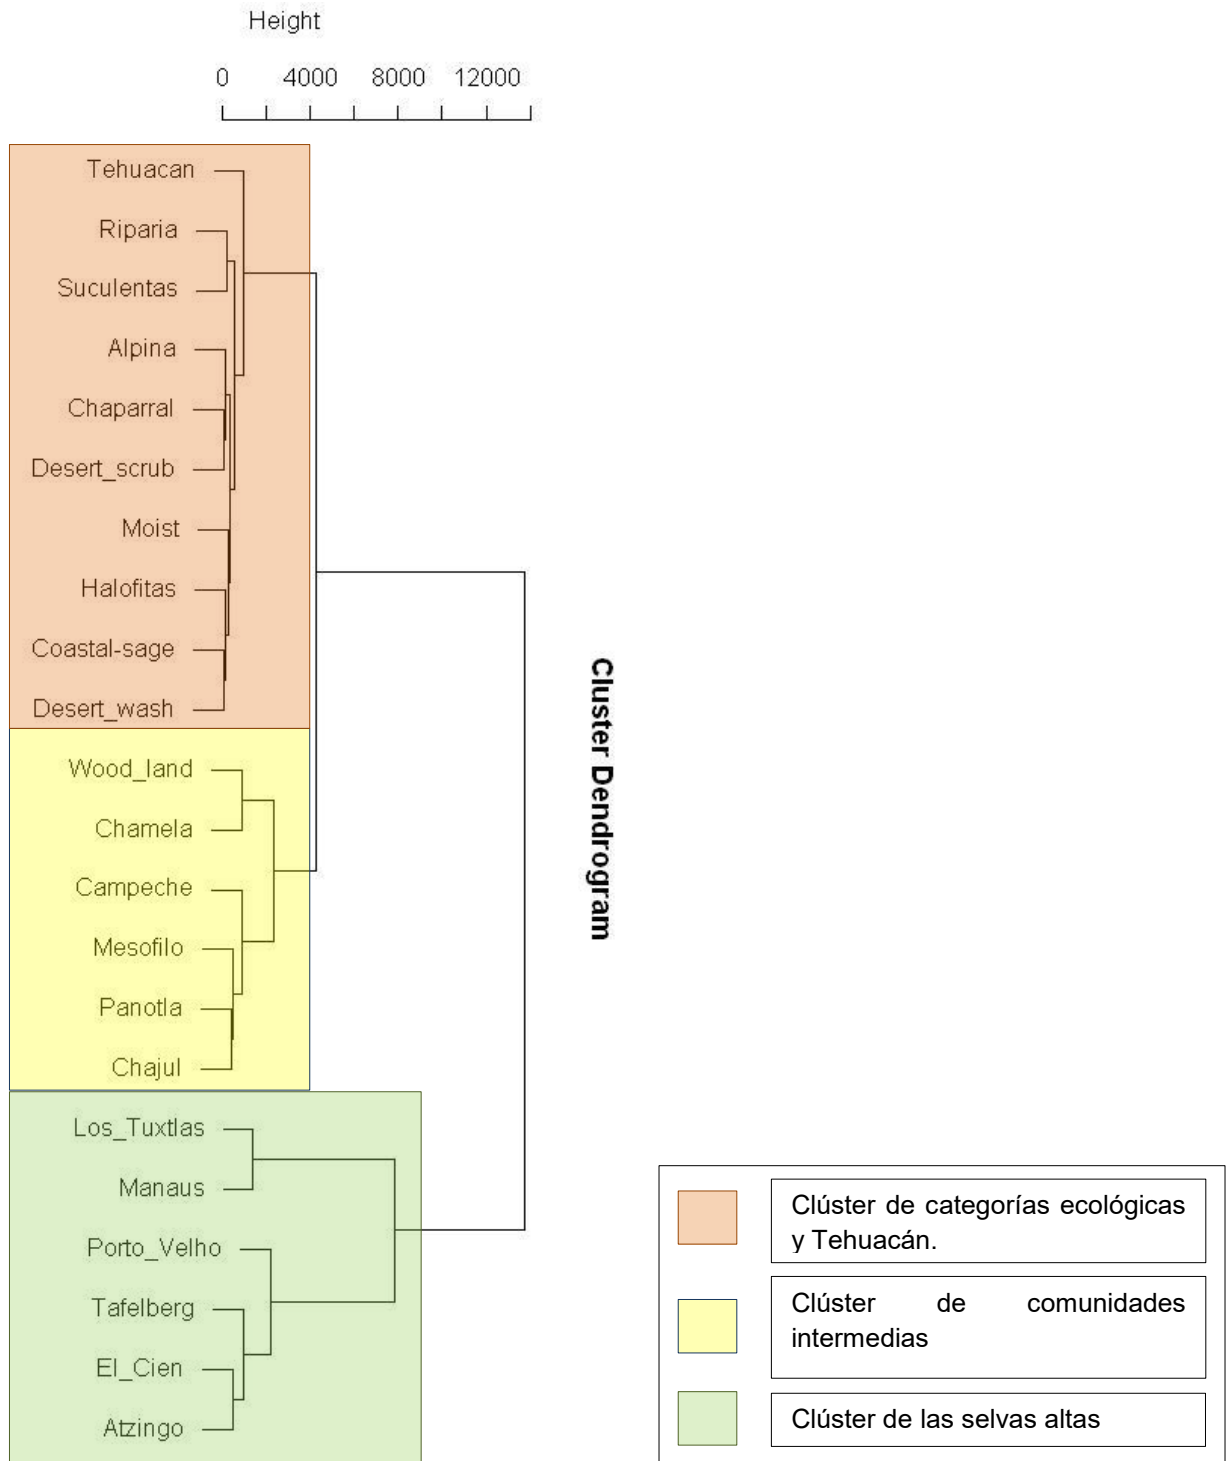 Height
0 4000 8000 12000
Tehuacan
Riparia
Suculentas
Alpina
Chaparral
Desert_scrub
Moist
Halofitas
Coastal-sage
Desert_wash
Wood_land
Chamela
Campeche
Mesofilo
Panotla
Chajul
Los_Tuxtlas
Manaus
Porto_Velho
Tafelberg
El_Cien
Atzingo
Cluster Dendrogram
Clúster de categorías ecológicas
y Tehuacán.
Clúster de comunidades
intermedias
Clúster de las selvas altas